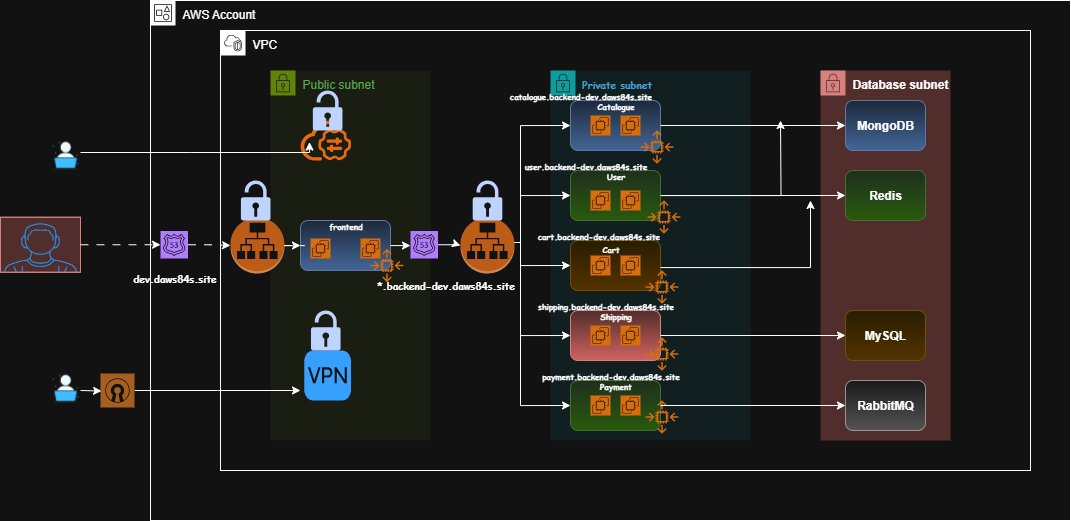 AWS Account
VPC
Public subnet
Private subnet
Database subnet
catalogue.backend-dev.daws84s.site
Catalogue
MongoDB
user.backend-dev.daws84s.site
User
Redis
53
dev.daws84s.site
frontend
53
*.backend-dev.daws84s.site
cart.backend-dev.daws84s.site
Cart
shipping.backend-dev.daws84s.site
Shipping
MySQL
VPN
payment.backend-dev.daws84s.site
Payment
RabbitMQ